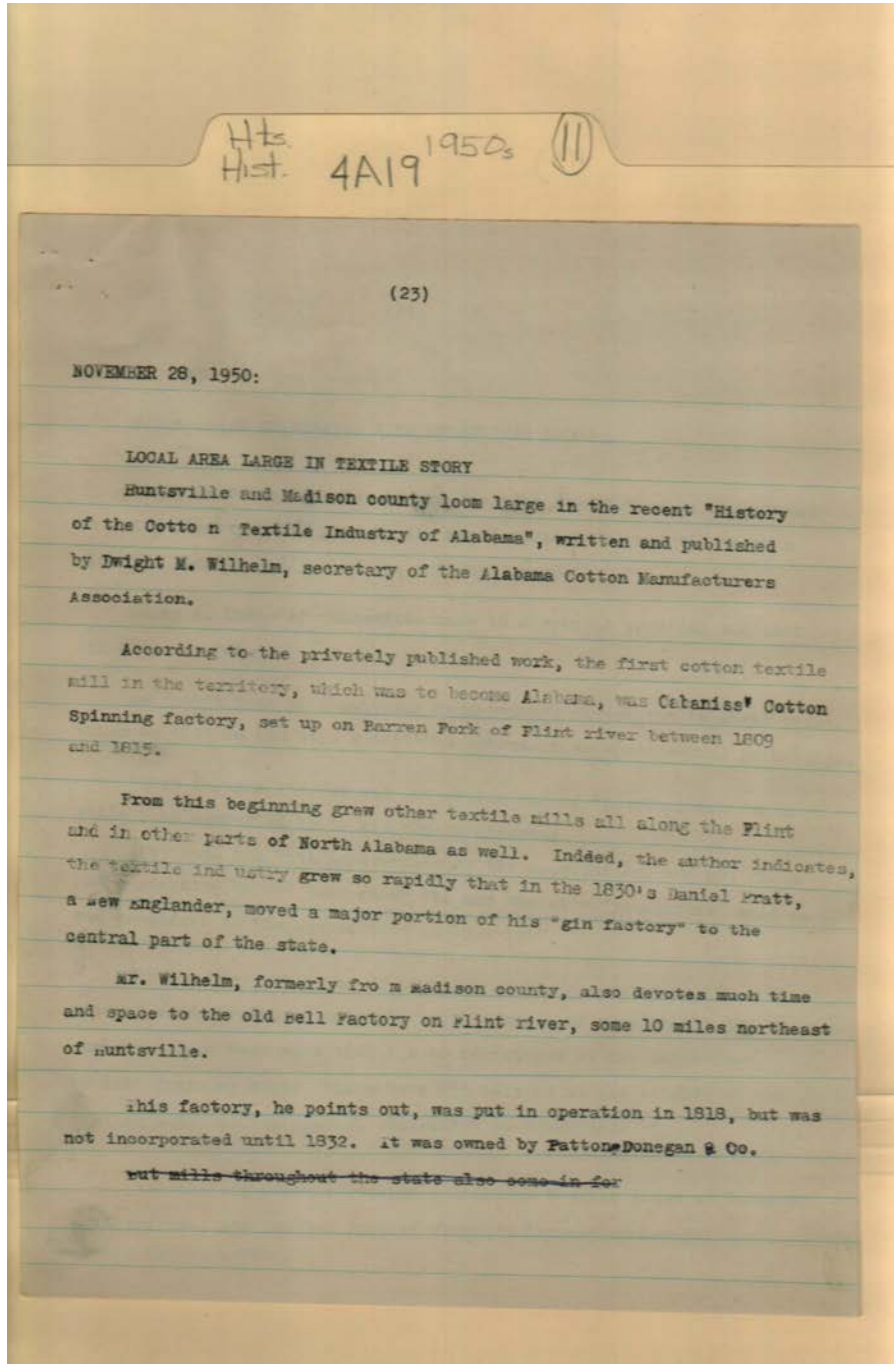 Hts.
Hist. 4A19 1950s 11
(23)
NOVEMBER 28, 1950:
LOCAL AREA LARGE IN TEXTILE STORY
Huntsville and Madison county loom large in the recent "History
of the Cotto n Textile Industry of Alabama", written and published
by Dwight M. Wilhelm, secretary of the Alabama Cotton Manufacturers
Association.
According to the privately published work, the first cotton textile
mill in the territory, which was to become Alabama, was Cabaniss' Cotton
Spinning factory, set up on Barren Fork of Flint river between 1809
and 1815.
From this beginning grew other textile mills all along the Flint
and in other parts of North Alabama as well. Indded, the author indicates,
the textile ind ustry grew so rapidly that in the 1830's Daniel Pratt,
a New Englander, moved a major portion of his "gin factory" to the
central part of the state.
Mr. Wilhelm, formerly fro m Madison county, also devotes much time
and space to the old Bell Factory on Flint river, some 10 miles northeast
of Huntsville.
This factory, he points out, was put in operation in 1818, but was
not incorporated until 1832. It was owned by Patton, Donegan & Co.
But mills throughout the state also come in for